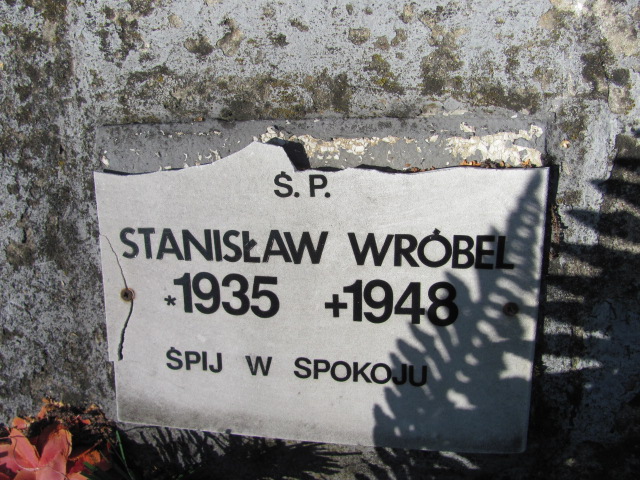 Ś. P.
STANISŁAW WRÓBEL
*1935 +1948
ŚPIJ W SPOKOJU